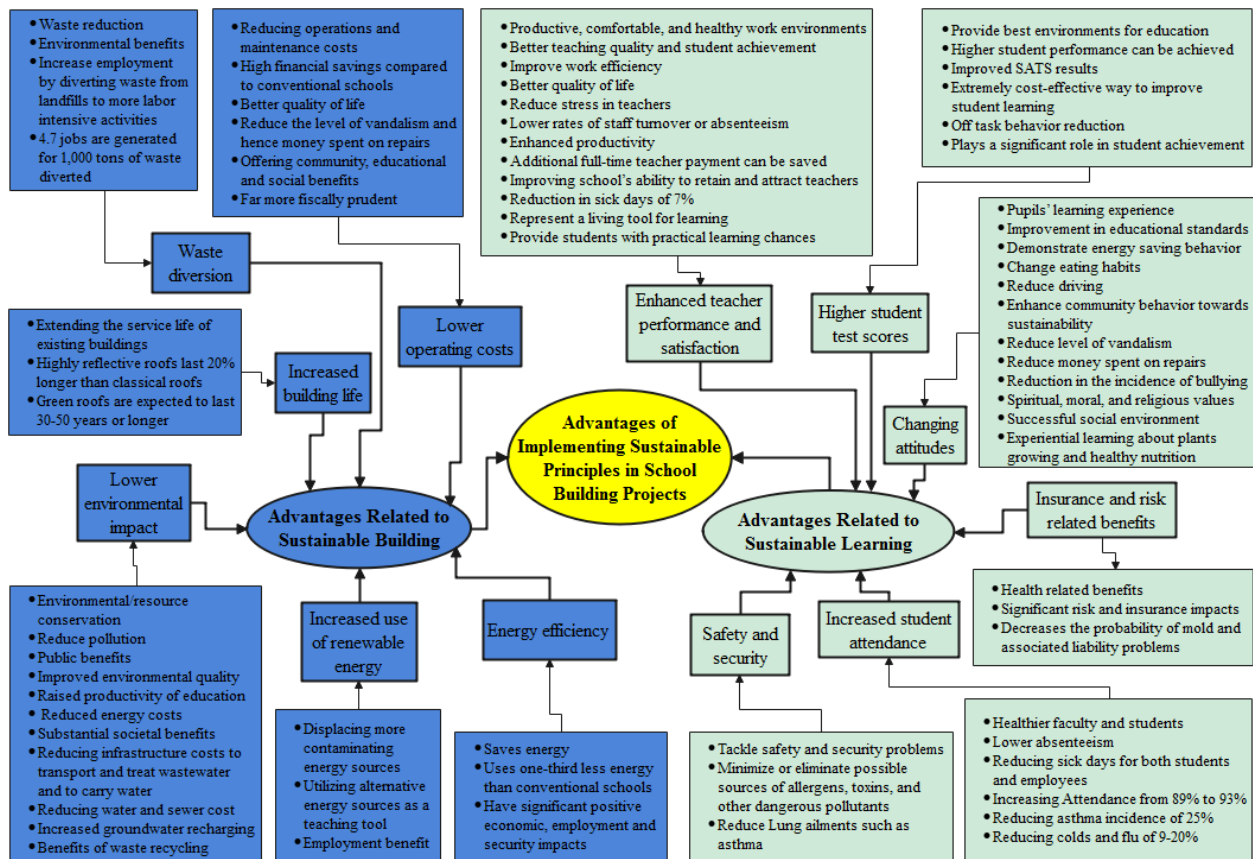 • Waste reduction
• Environmental benefits
• Increase employment
by diverting waste from
landfills to more labor
intensive activities
• 4.7 jobs are generated
for 1,000 tons of waste
diverted
• Reducing operations and
maintenance costs
• High financial savings compared
to conventional schools
• Better quality of life
• Reduce the level of vandalism and
hence money spent on repairs
• Offering community, educational
and social benefits
• Far more fiscally prudent
• Productive, comfortable, and healthy work environments
• Better teaching quality and student achievement
• Improve work efficiency
• Better quality of life
• Reduce stress in teachers
• Lower rates of staff turnover or absenteeism
• Enhanced productivity
• Additional full-time teacher payment can be saved
• Improving school's ability to retain and attract teachers
• Reduction in sick days of 7%
• Represent a living tool for learning
• Provide students with practical learning chances
• Provide best environments for education
• Higher student performance can be achieved
• Improved SATS results
• Extremely cost-effective way to improve
student learning
• Off task behavior reduction
• Plays a significant role in student achievement
• Pupils' learning experience
• Improvement in educational standards
• Demonstrate energy saving behavior
• Change eating habits
• Reduce driving
• Enhance community behavior towards
sustainability
• Reduce level of vandalism
• Reduce money spent on repairs
• Reduction in the incidence of bullying
• Spiritual, moral, and religious values
• Successful social environment
• Experiential learning about plants
growing and healthy nutrition
Waste
diversion
Lower
operating costs
Enhanced teacher
performance and
satisfaction
Higher student
test scores
• Extending the service life of
existing buildings
• Highly reflective roofs last 20%
longer than classical roofs
• Green roofs are expected to last
30-50 years or longer
Increased
building life
Changing
attitudes
Advantages of
Implementing Sustainable
Principles in School
Building Projects
Lower
environmental
impact
Advantages Related to
Sustainable Building
Advantages Related to
Sustainable Learning
Insurance and risk
related benefits
• Environmental/resource
conservation
• Reduce pollution
• Public benefits
• Improved environmental quality
• Raised productivity of education
• Reduced energy costs
• Substantial societal benefits
• Reducing infrastructure costs to
transport and treat wastewater
and to carry water
• Reducing water and sewer cost
• Increased groundwater recharging
• Benefits of waste recycling
Increased use
of renewable
energy
Energy efficiency
Safety and
security
Increased student
attendance
• Health related benefits
• Significant risk and insurance impacts
• Decreases the probability of mold and
associated liability problems
• Displacing more
contaminating
energy sources
• Utilizing alternative
energy sources as a
teaching tool
• Employment benefit
• Saves energy
• Uses one-third less energy
than conventional schools
• Have significant positive
economic, employment and
security impacts
• Tackle safety and security problems
• Minimize or eliminate possible
sources of allergens, toxins, and
other dangerous pollutants
• Reduce Lung ailments such as
asthma
• Healthier faculty and students
• Lower absenteeism
• Reducing sick days for both students
and employees
• Increasing Attendance from 89% to 93%
• Reducing asthma incidence of 25%
• Reducing colds and flu of 9-20%